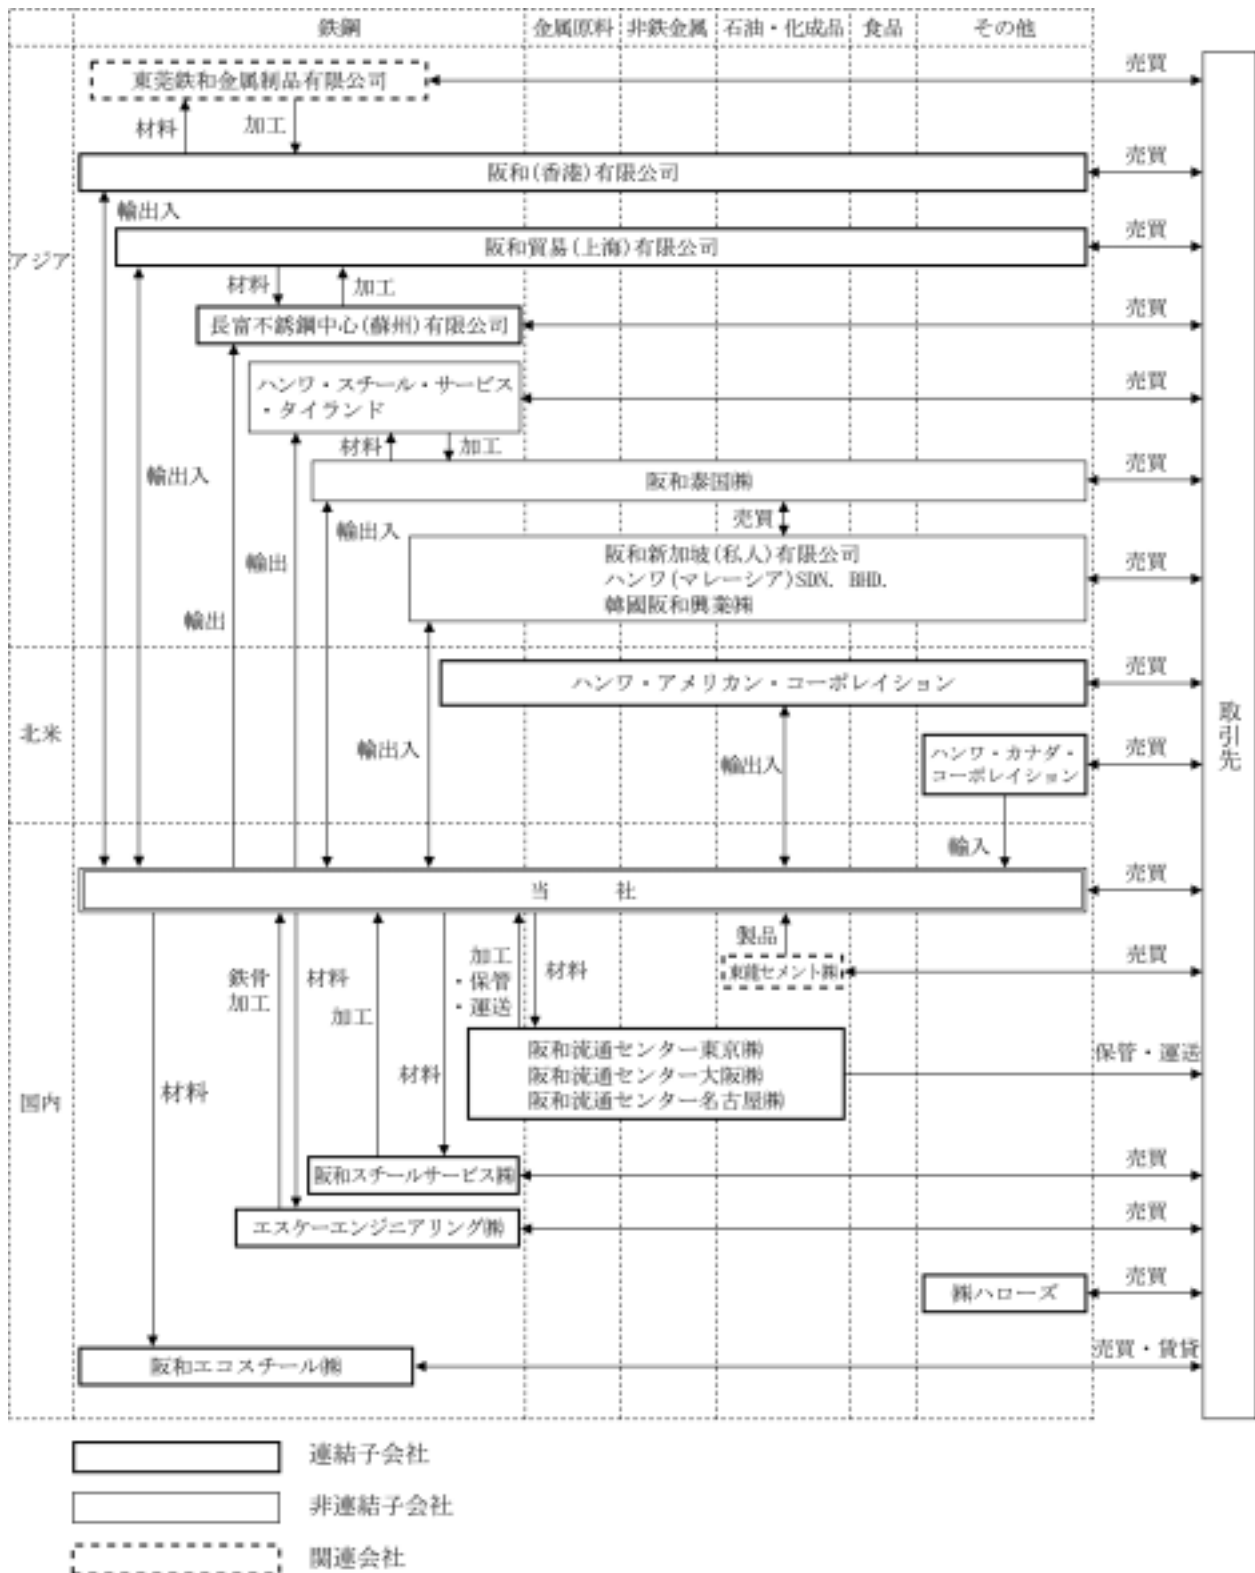 鉄鋼 金属原料 非鉄金属 石油・化成品 食品 その他
東莞鉄和金属制品有限公司
売買
材料
加工
阪和(香港)有限公司
売買
輸出入
阪和貿易(上海)有限公司
売買
アジア
材料
加工
長富不銹鋼中心(蘇州)有限公司
売買
ハンワ・スチール・サービス
・タイランド
売買
材料
加工
輸出入
阪和泰国㈱
売買
輸出入
売買
輸出
阪和新加坡(私人)有限公司
ハンワ(マレーシア)SDN. BHD.
韓國阪和興業㈱
売買
輸出
ハンワ・アメリカン・コーポレイション
売買
北米
取引先
輸出入
輸出入
ハンワ・カナダ・
コーポレイション
売買
輸入
当 社
売買
鉄骨
加工
材料
加工
材料
加工
・保管
・運送
材料
製品
セメント㈱
売買
阪和流通センター東京㈱
阪和流通センター大阪㈱
阪和流通センター名古屋㈱
保管・運送
国内
材料
阪和スチールサービス㈱
売買
エスケーエンジニアリング㈱
売買
㈱ハローズ
売買
阪和エコスチール㈱
売買・賃貸
連結子会社
非連結子会社
関連会社